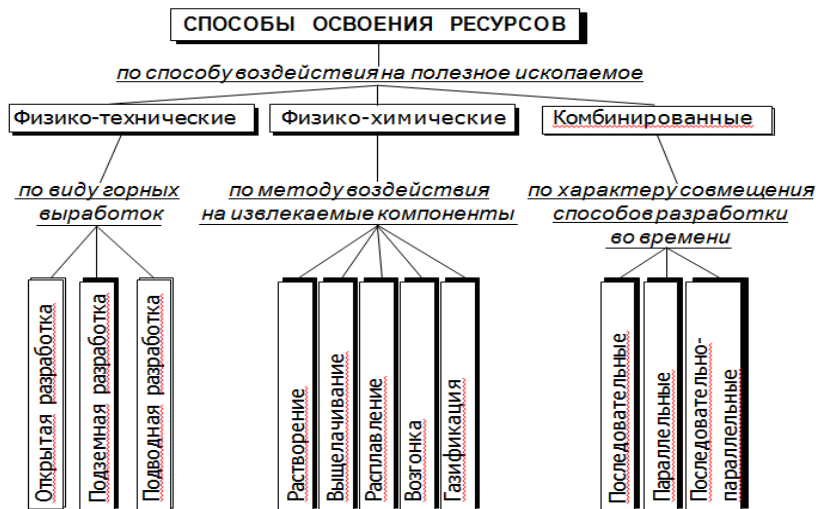 СПОСОБЫ ОСВОЕНИЯ РЕСУРСОВ
по способу воздействия на полезное ископаемое
Физико-технические
Физико-химические
Комбинированные
по виду горных
выработок
по методу воздействия
на извлекаемые компоненты
по характеру совмещения
способов разработки
во времени
Открытая разработка
Подземная разработка
Подводная разработка
Растворение
Выщелачивание
Расплавление
Возгонка
Газификация
Последовательные
Параллельные
Последовательно-
параллельные